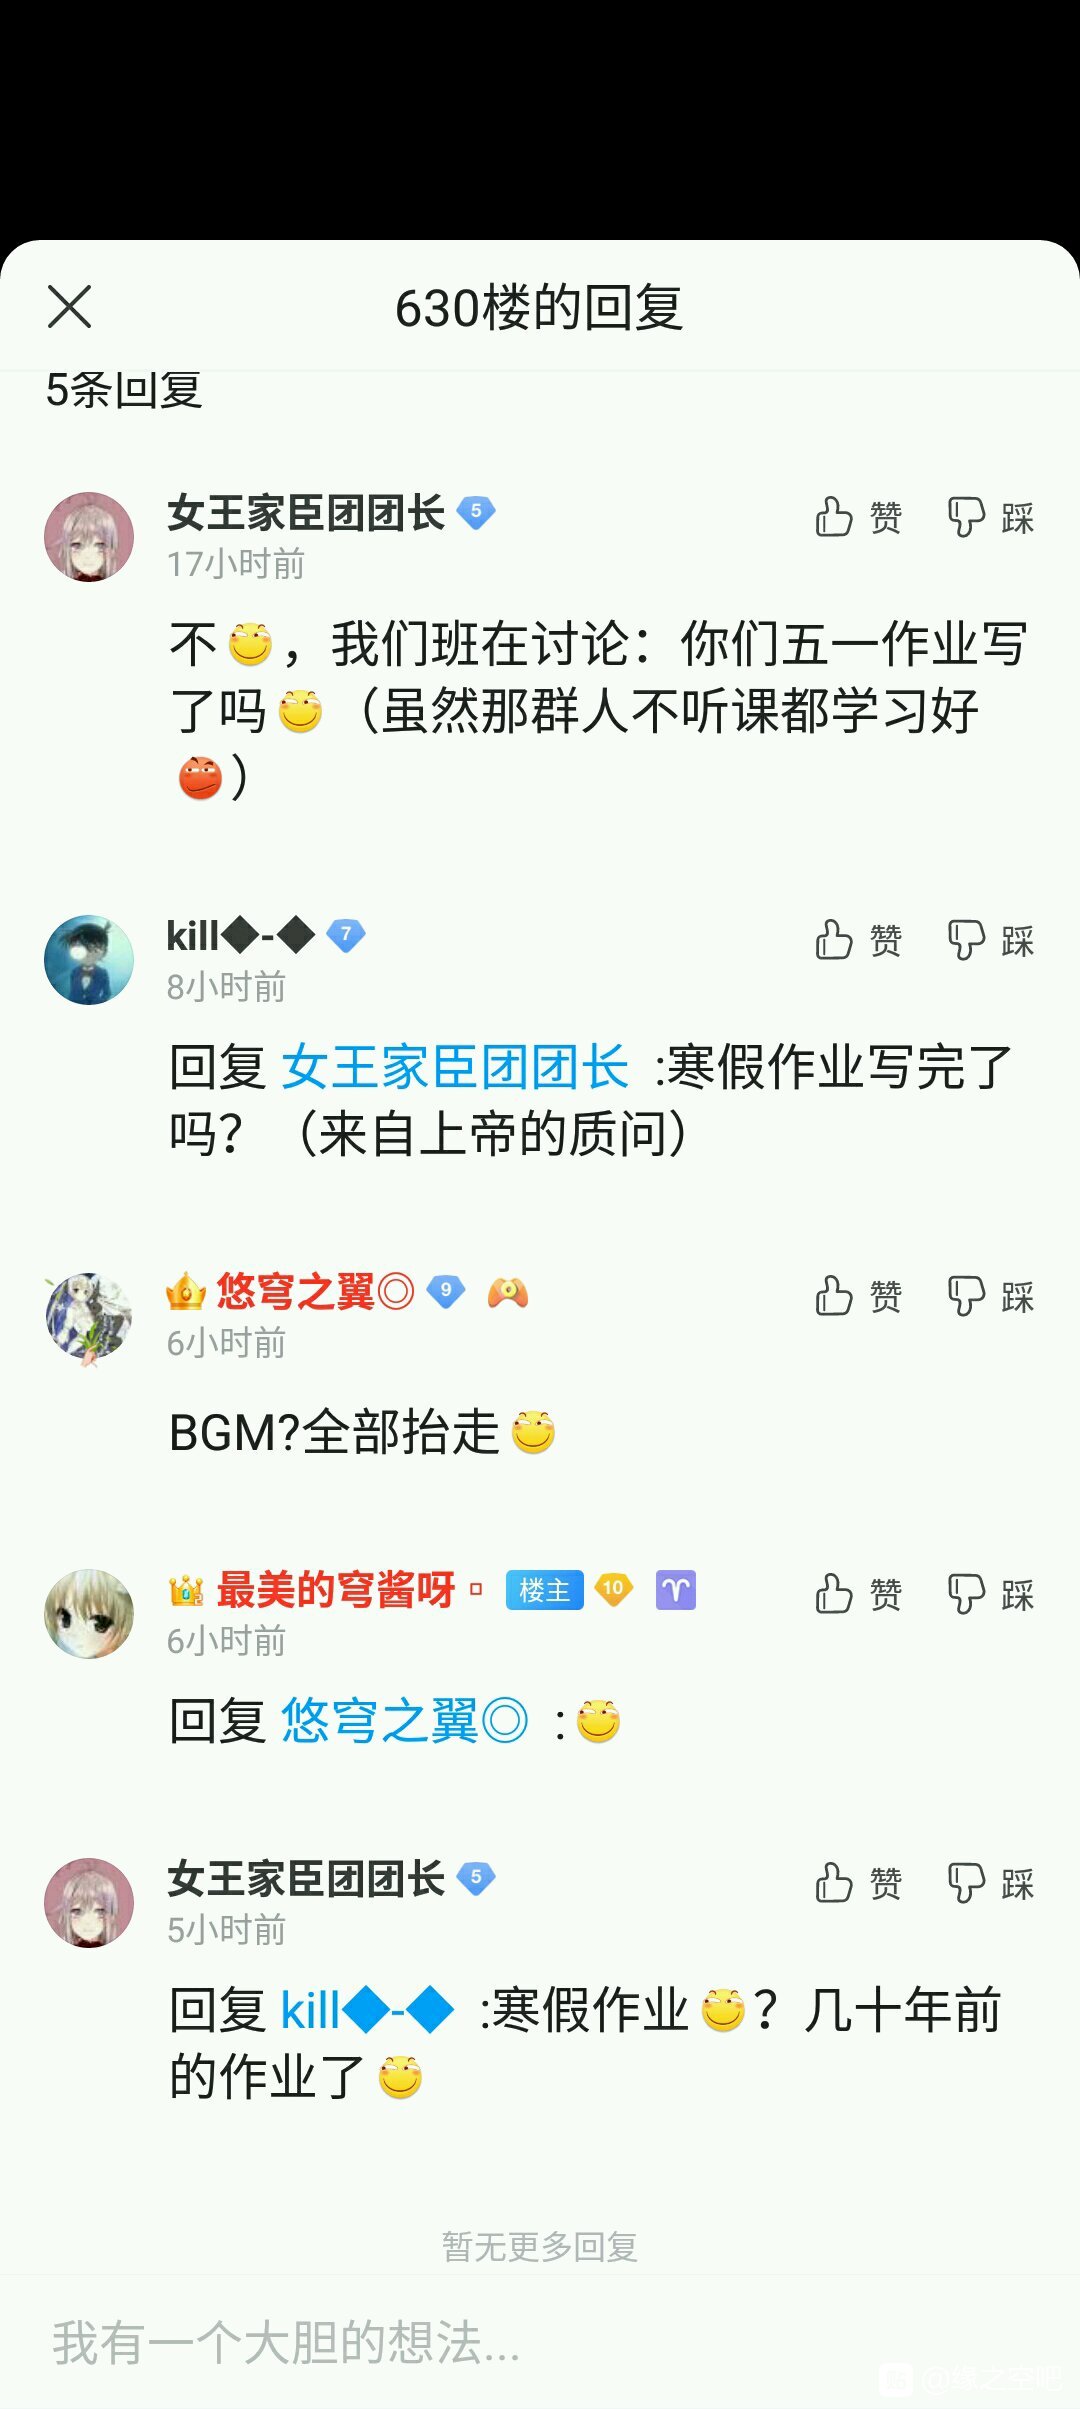 630楼的回复
5条回复
女王家臣团团长 5
赞 踩
17小时前
不，我们班在讨论：你们五一作业写
了吗（虽然那群人不听课都学习好
）
kill◆-◆ 7
赞 踩
8小时前
回复 女王家臣团团长 :寒假作业写完了
吗？（来自上帝的质问）
悠穹之翼◎ 9
赞 踩
6小时前
BGM?全部抬走
最美的穹酱呀▫ 楼主 10
赞 踩
6小时前
回复 悠穹之翼◎ :
女王家臣团团长 5
赞 踩
5小时前
回复 kill◆-◆ :寒假作业？几十年前
的作业了
暂无更多回复
我有一个大胆的想法...
@缘之空吧